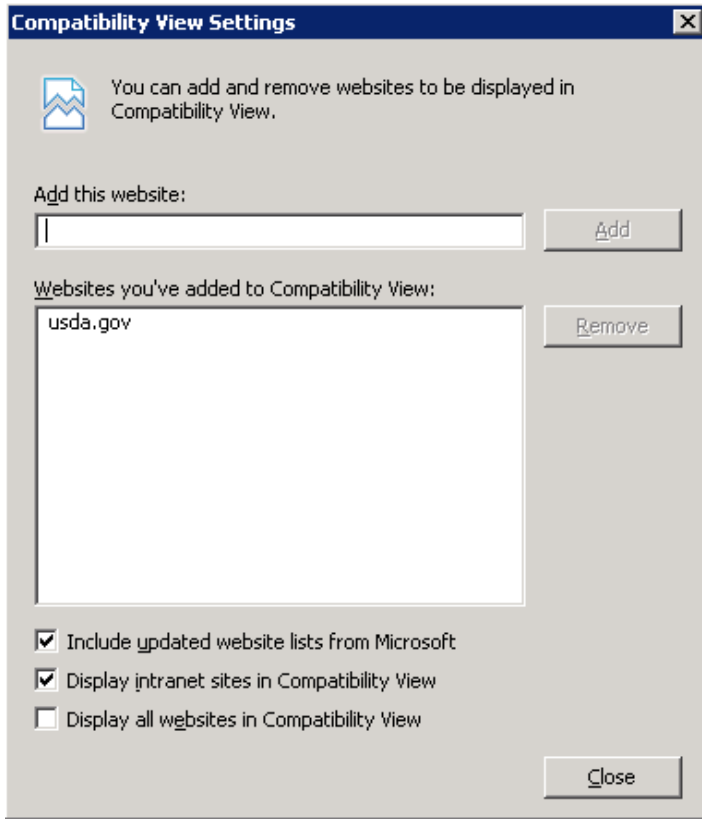 Compatibility View Settings
You can add and remove websites to be displayed in
Compatibility View.
Add this website:
Add
Websites you've added to Compatibility View:
usda.gov
Remove
Include updated website lists from Microsoft
Display intranet sites in Compatibility View
Display all websites in Compatibility View
Close